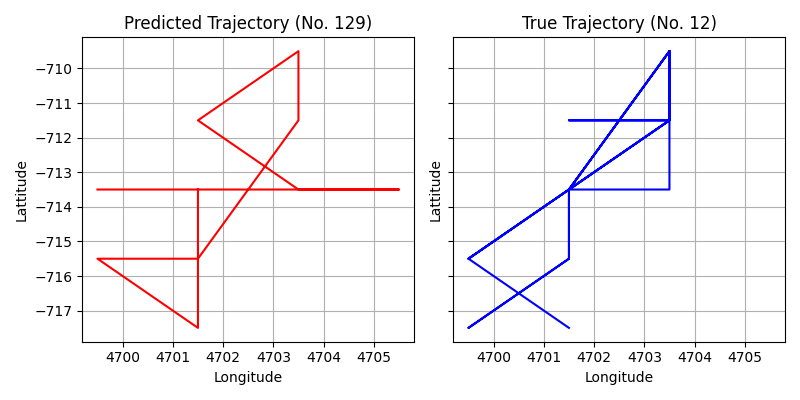 Predicted Trajectory (No. 129)
True Trajectory (No. 12)
−710
−711
−712
−713
−714
−715
−716
−717
Lattitude
Lattitude
4700 4701 4702 4703 4704 4705
4700 4701 4702 4703 4704 4705
Longitude
Longitude